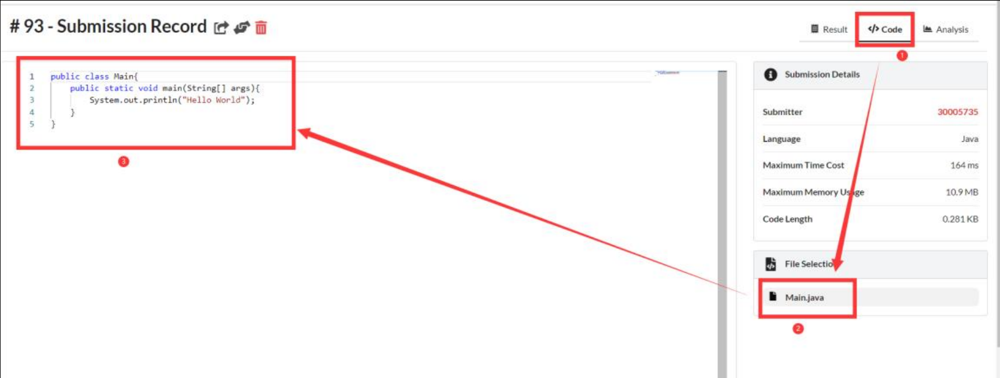 # 93 - Submission Record
Result
</> Code
Analysis
1
1 public class Main{
2 public static void main(String[] args){
3 System.out.println("Hello World");
4 }
5 }
3
Submission Details
Submitter 30005735
Language Java
Maximum Time Cost 164 ms
Maximum Memory Usage 10.9 MB
Code Length 0.281 KB
File Selection
Main.java
2